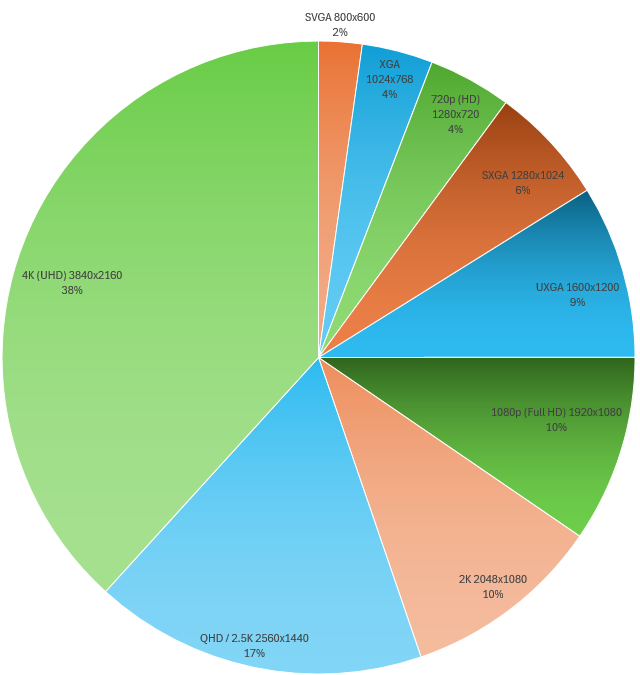 SVGA 800x600
2%
XGA
1024x768
4%
720p (HD)
1280x720
4%
SXGA 1280x1024
6%
UXGA 1600x1200
9%
1080p (Full HD) 1920x1080
10%
2K 2048x1080
10%
QHD / 2.5K 2560x1440
17%
4K (UHD) 3840x2160
38%